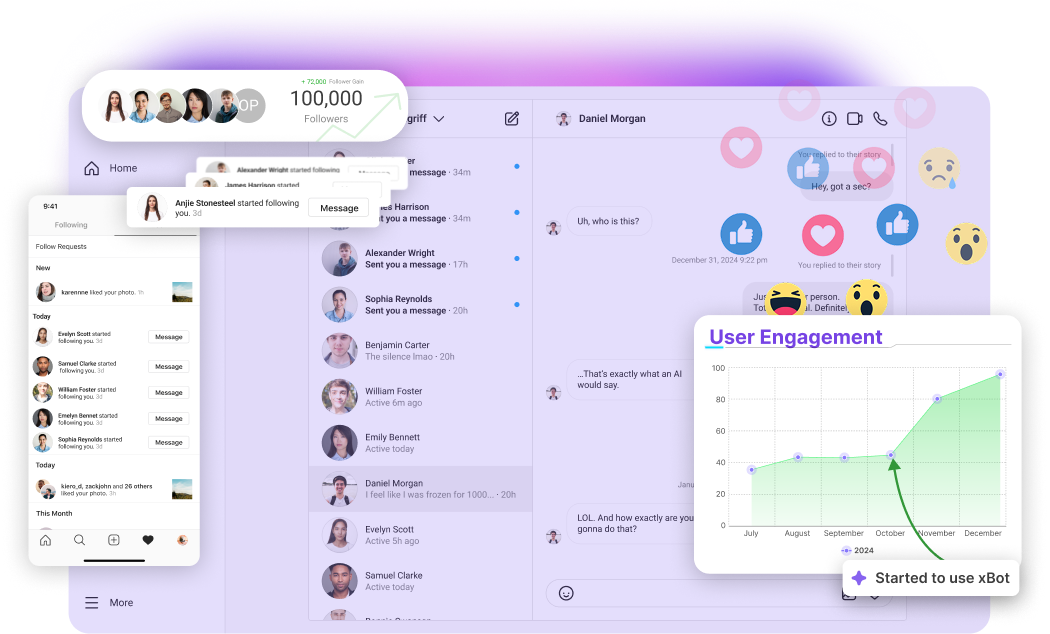 + 72,000 Follower Gain
100,000
Followers
OP
griff
Daniel Morgan
Home
Alexander Wright started following
James Harrison started
Anjie Stonesteel started following
you. 3d
Message
message · 34m
Harrison
Sent you a message · 34m
Alexander Wright
Sent you a message · 17h
Sophia Reynolds
Sent you a message · 20h
Benjamin Carter
The silence lmao · 20h
William Foster
Active 6m ago
Emily Bennett
Active today
Daniel Morgan
I feel like I was frozen for 1000... · 20h
Evelyn Scott
Active 5h ago
Samuel Clarke
Active today
9:41
Following
Follow Requests
New
karennne liked your photo. 1h
Today
Evelyn Scott started
following you. 3d
Message
Samuel Clarke started
following you. 3d
Message
William Foster started
following you. 3d
Message
Emelyn Bennet started
following you. 3d
Message
Sophia Reynolds started
following you. 3d
Message
Today
kiero_d, zackjohn and 26 others
liked your photo. 3h
This Month
More
You replied to their story
Hey, got a sec?
Uh, who is this?
December 31, 2024 9:22 pm
You replied to their story
person.
Definitely
...That's exactly what an AI
would say.
LOL. And how exactly are you
gonna do that?
User Engagement
100
80
60
40
20
0
July August September October November December
2024
Started to use xBot